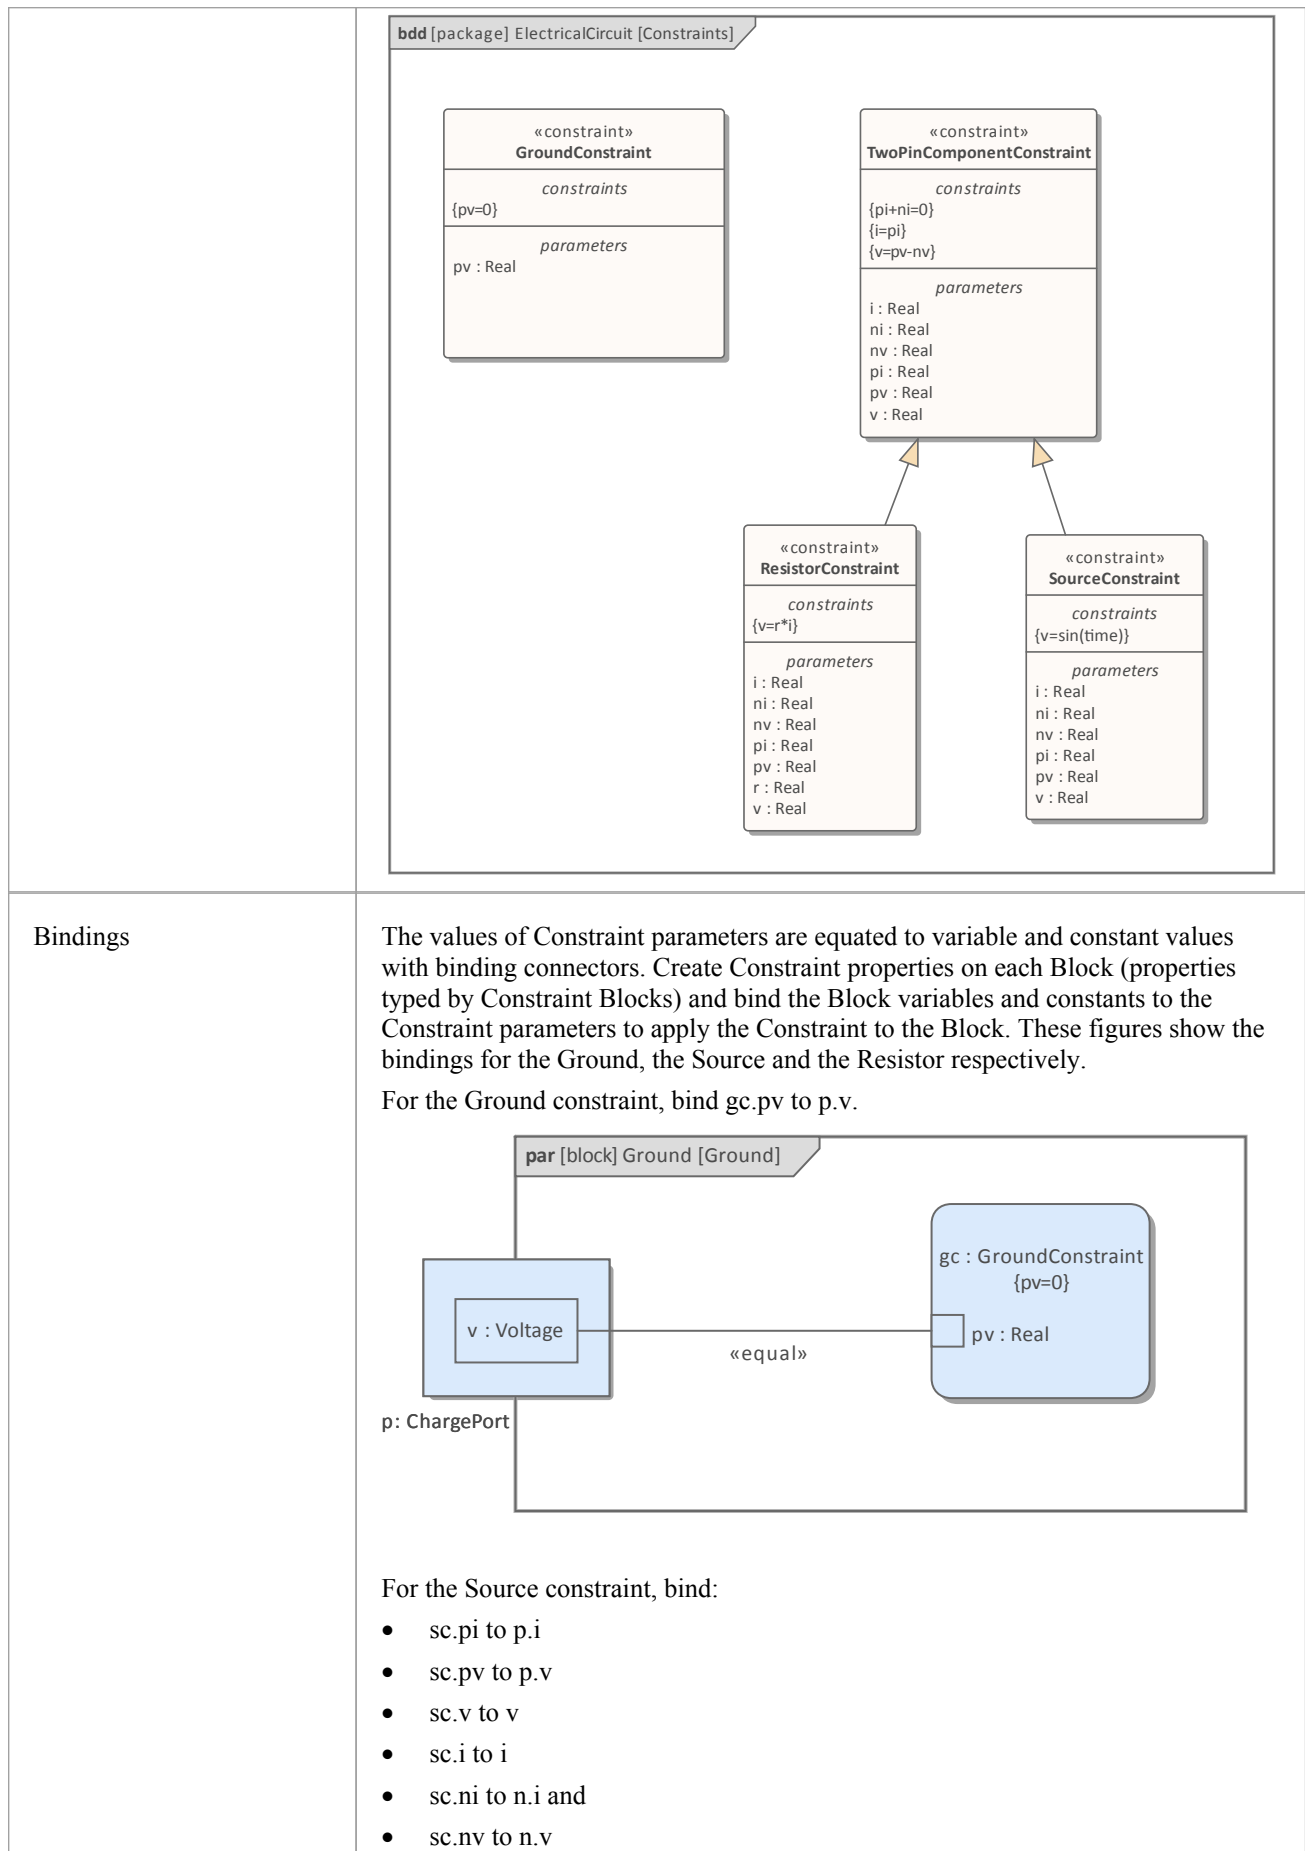 bdd [package] ElectricalCircuit [Constraints]
«constraint»
GroundConstraint
constraints
{pv=0}
parameters
pv : Real
«constraint»
TwoPinComponentConstraint
constraints
{pi+ni=0}
{i=pi}
{v=pv-nv}
parameters
i : Real
ni : Real
nv : Real
pi : Real
pv : Real
v : Real
«constraint»
ResistorConstraint
constraints
{v=r*i}
parameters
i : Real
ni : Real
nv : Real
pi : Real
pv : Real
r : Real
v : Real
«constraint»
SourceConstraint
constraints
{v=sin(time)}
parameters
i : Real
ni : Real
nv : Real
pi : Real
pv : Real
v : Real
Bindings
The values of Constraint parameters are equated to variable and constant values
with binding connectors. Create Constraint properties on each Block (properties
typed by Constraint Blocks) and bind the Block variables and constants to the
Constraint parameters to apply the Constraint to the Block. These figures show the
bindings for the Ground, the Source and the Resistor respectively.
For the Ground constraint, bind gc.pv to p.v.
par [block] Ground [Ground]
gc : GroundConstraint
{pv=0}
v : Voltage
pv : Real
«equal»
p: ChargePort
For the Source constraint, bind:
• sc.pi to p.i
• sc.pv to p.v
• sc.v to v
• sc.i to i
• sc.ni to n.i and
• sc.nv to n.v